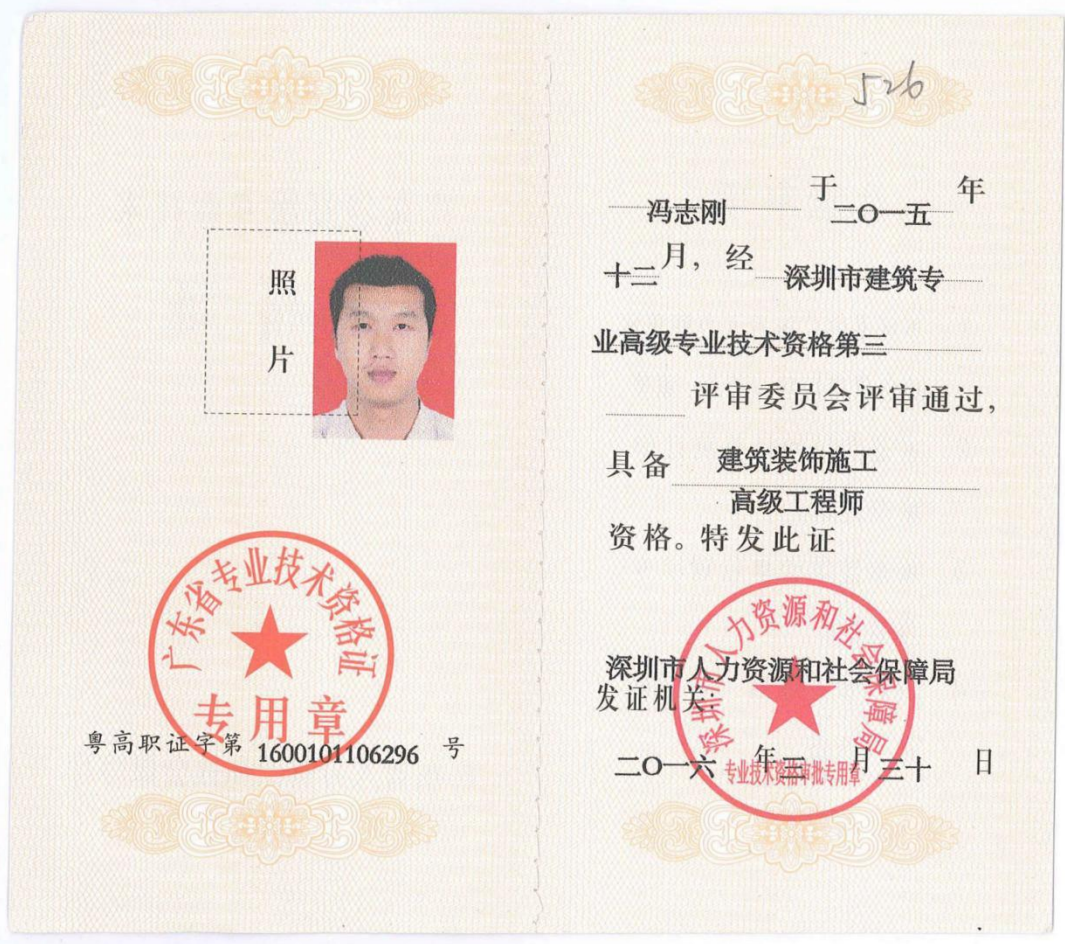 照
片
广东省专业技术资格证
专用章
粤高职证字第 1600101106296 号
526
冯志刚 于 二O一五 年
十二 月，经 深圳市建筑专
业高级专业技术资格第三
评审委员会评审通过，
具备 建筑装饰施工
高级工程师
资格。特发此证
深圳市人力资源和社会保障局
深圳市人力资源和社会保障局
发证机关：
二O一六 年 三 月 三十 日
专业技术资格审批专用章